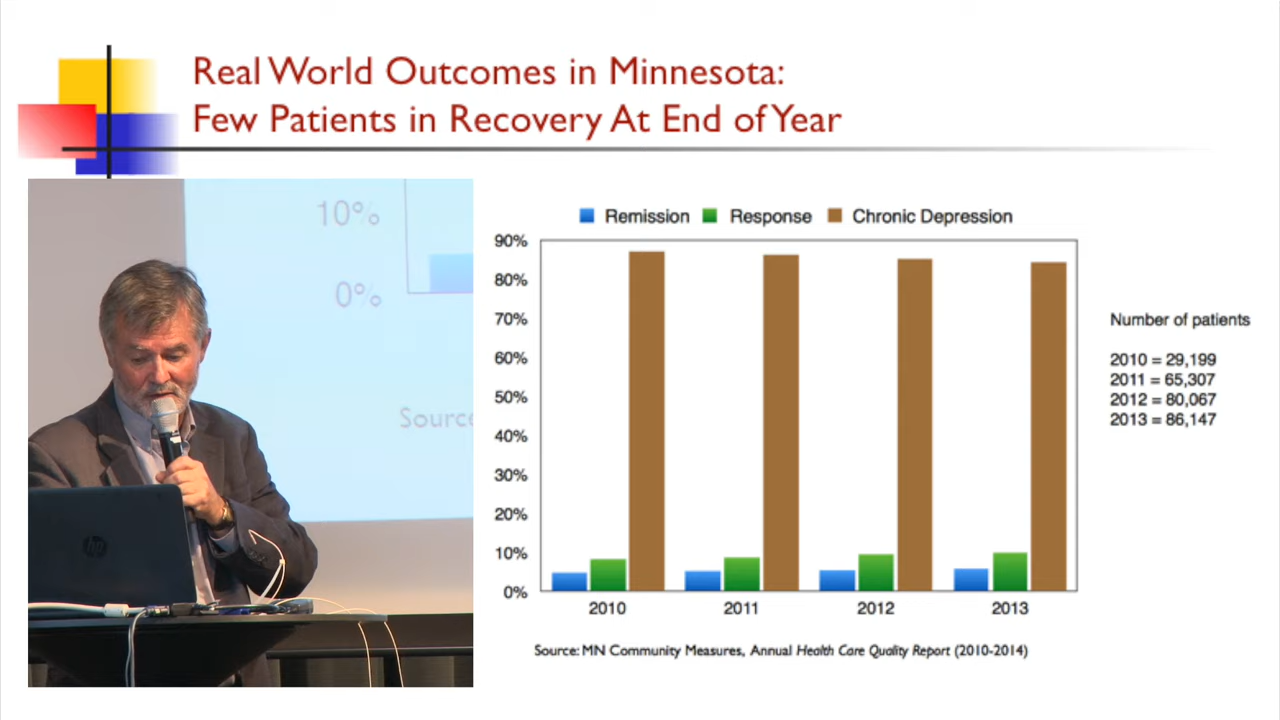 Real World Outcomes in Minnesota:
Few Patients in Recovery At End of Year
10%
0%
Source
hp
Remission Response Chronic Depression
90%
80%
70%
60%
50%
40%
30%
20%
10%
0%
2010 2011 2012 2013
Number of patients
2010 = 29,199
2011 = 65,307
2012 = 80,067
2013 = 86,147
Source: MN Community Measures, Annual Health Care Quality Report (2010-2014)